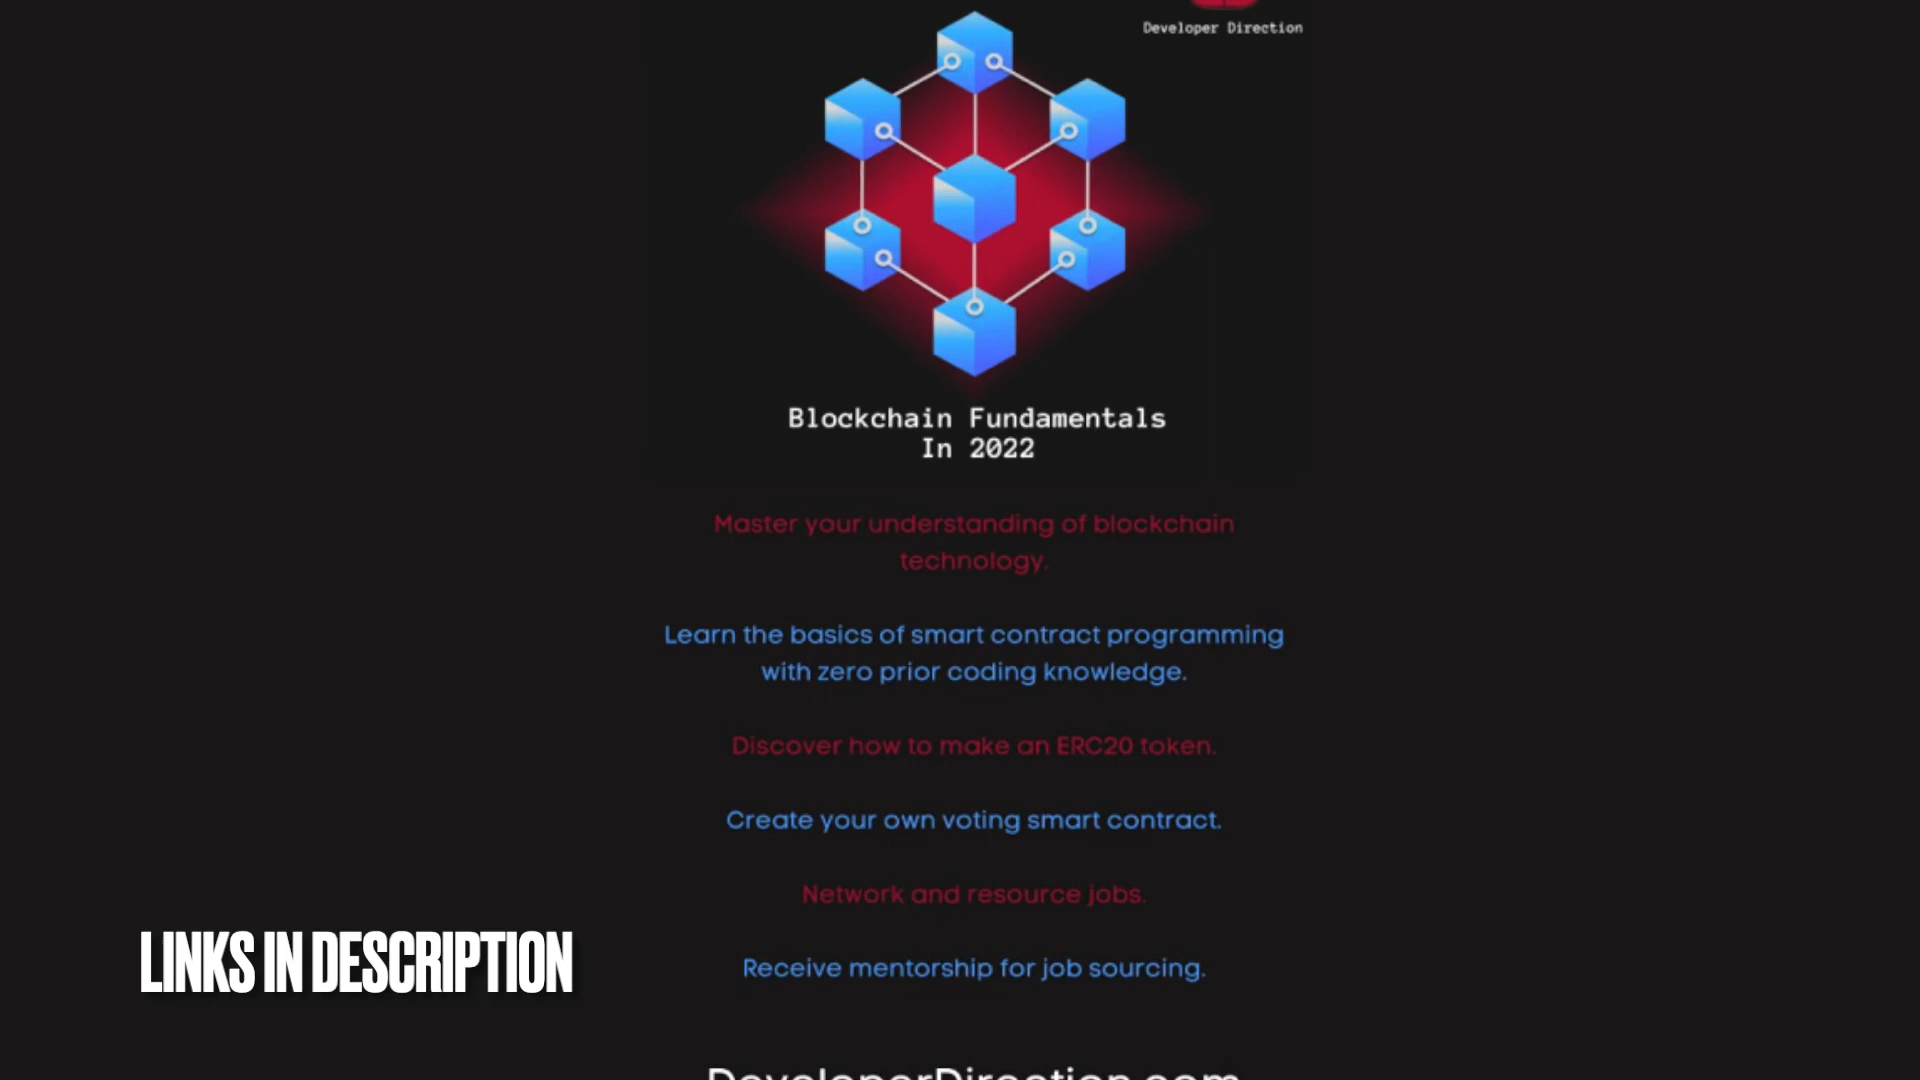 Developer Direction
Blockchain Fundamentals
In 2022
Master your understanding of blockchain
technology.
Learn the basics of smart contract programming
with zero prior coding knowledge.
Discover how to make an ERC20 token.
Create your own voting smart contract.
Network and resource jobs.
LINKS IN DESCRIPTION
Receive mentorship for job sourcing.
DeveloperDirection.com